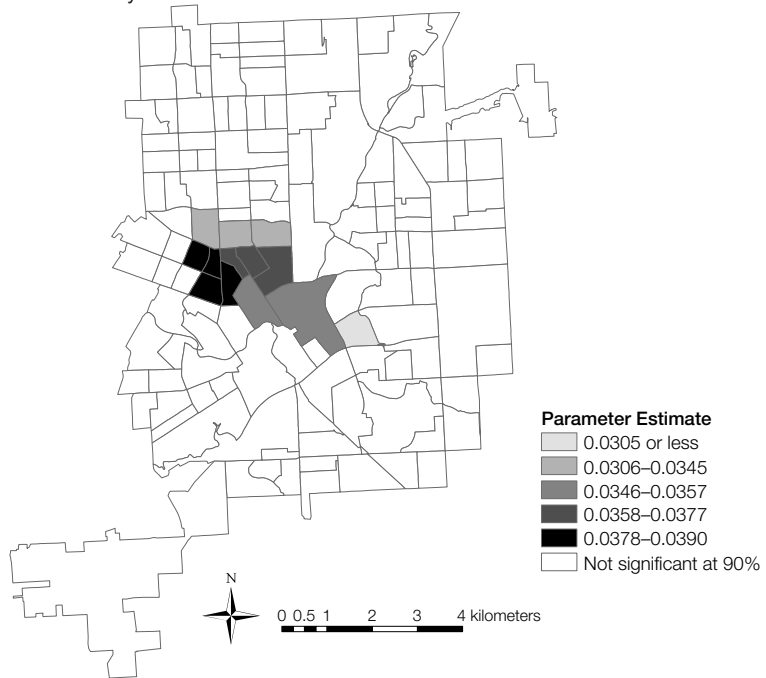 Parameter Estimate
0.0305 or less
0.0306–0.0345
0.0346–0.0357
0.0358–0.0377
0.0378–0.0390
Not significant at 90%
N
0 0.5 1 2 3 4 kilometers